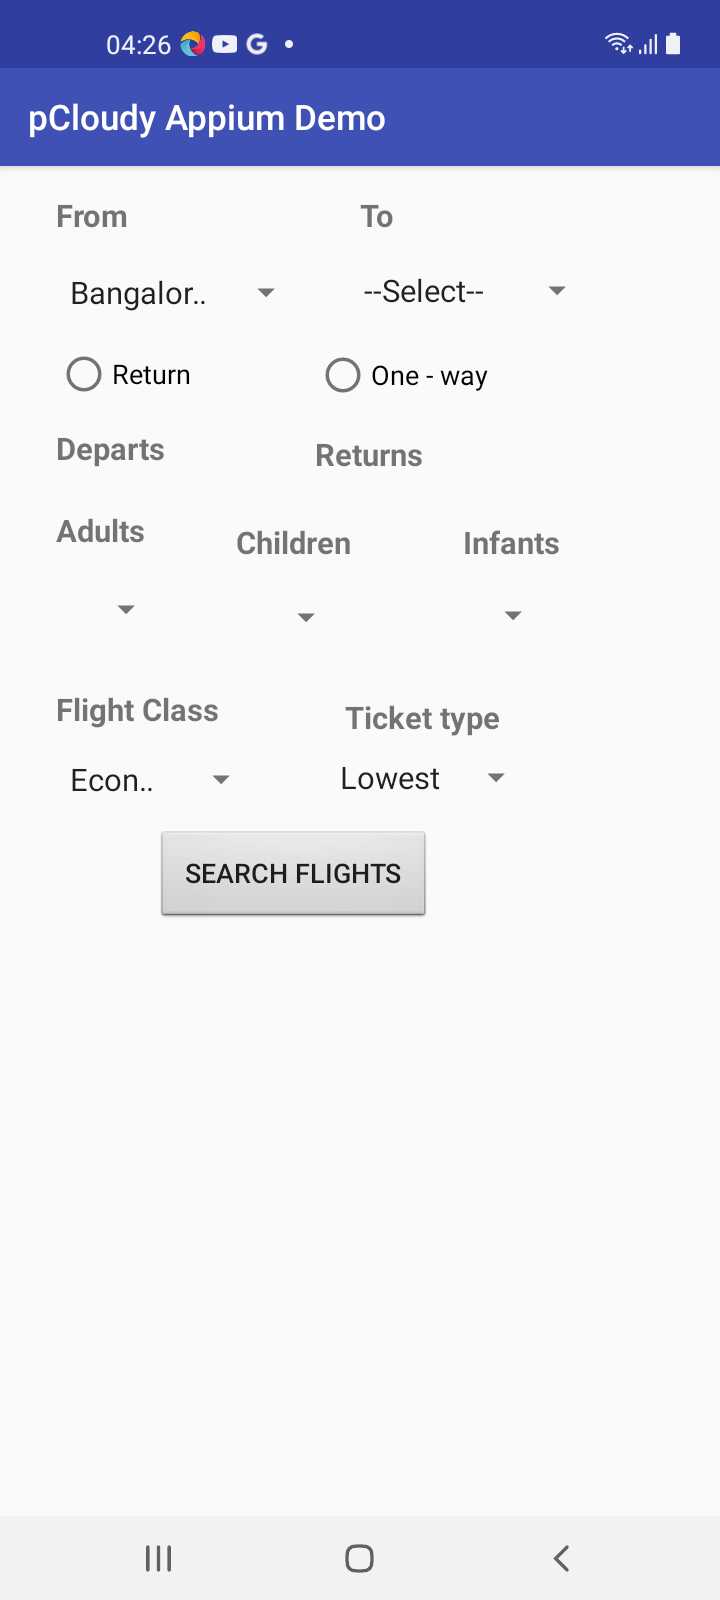 04:26
pCloudy Appium Demo
From To
Bangalor.. --Select--
Return One - way
Departs Returns
Adults Children Infants
Flight Class Ticket type
Econ.. Lowest
SEARCH FLIGHTS